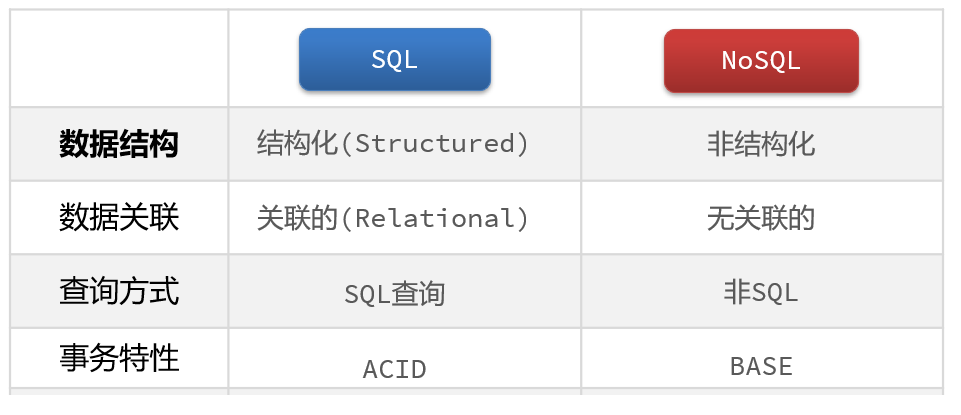 SQL NoSQL
数据结构 结构化(Structured) 非结构化
数据关联 关联的(Relational) 无关联的
查询方式 SQL查询 非SQL
事务特性 ACID BASE